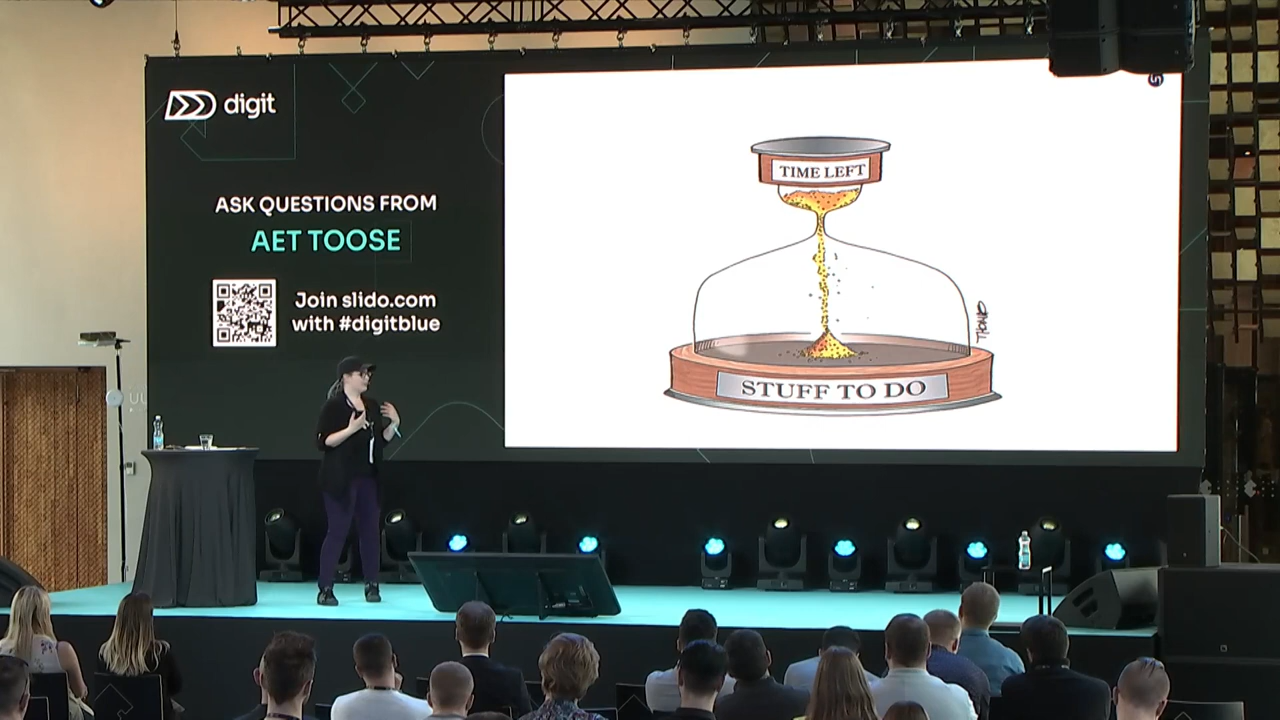 digit
ASK QUESTIONS FROM
AET TOOSE
Join slido.com
with #digitblue
TIME LEFT
STUFF TO DO